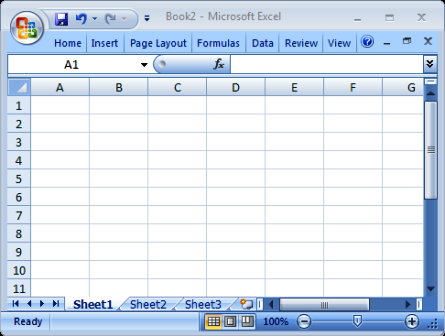 Book2 - Microsoft Excel
Home Insert Page Layout Formulas Data Review View
A1 fx
A B C D E F G
1
2
3
4
5
6
7
8
9
10
11
Sheet1 Sheet2 Sheet3
Ready 100%